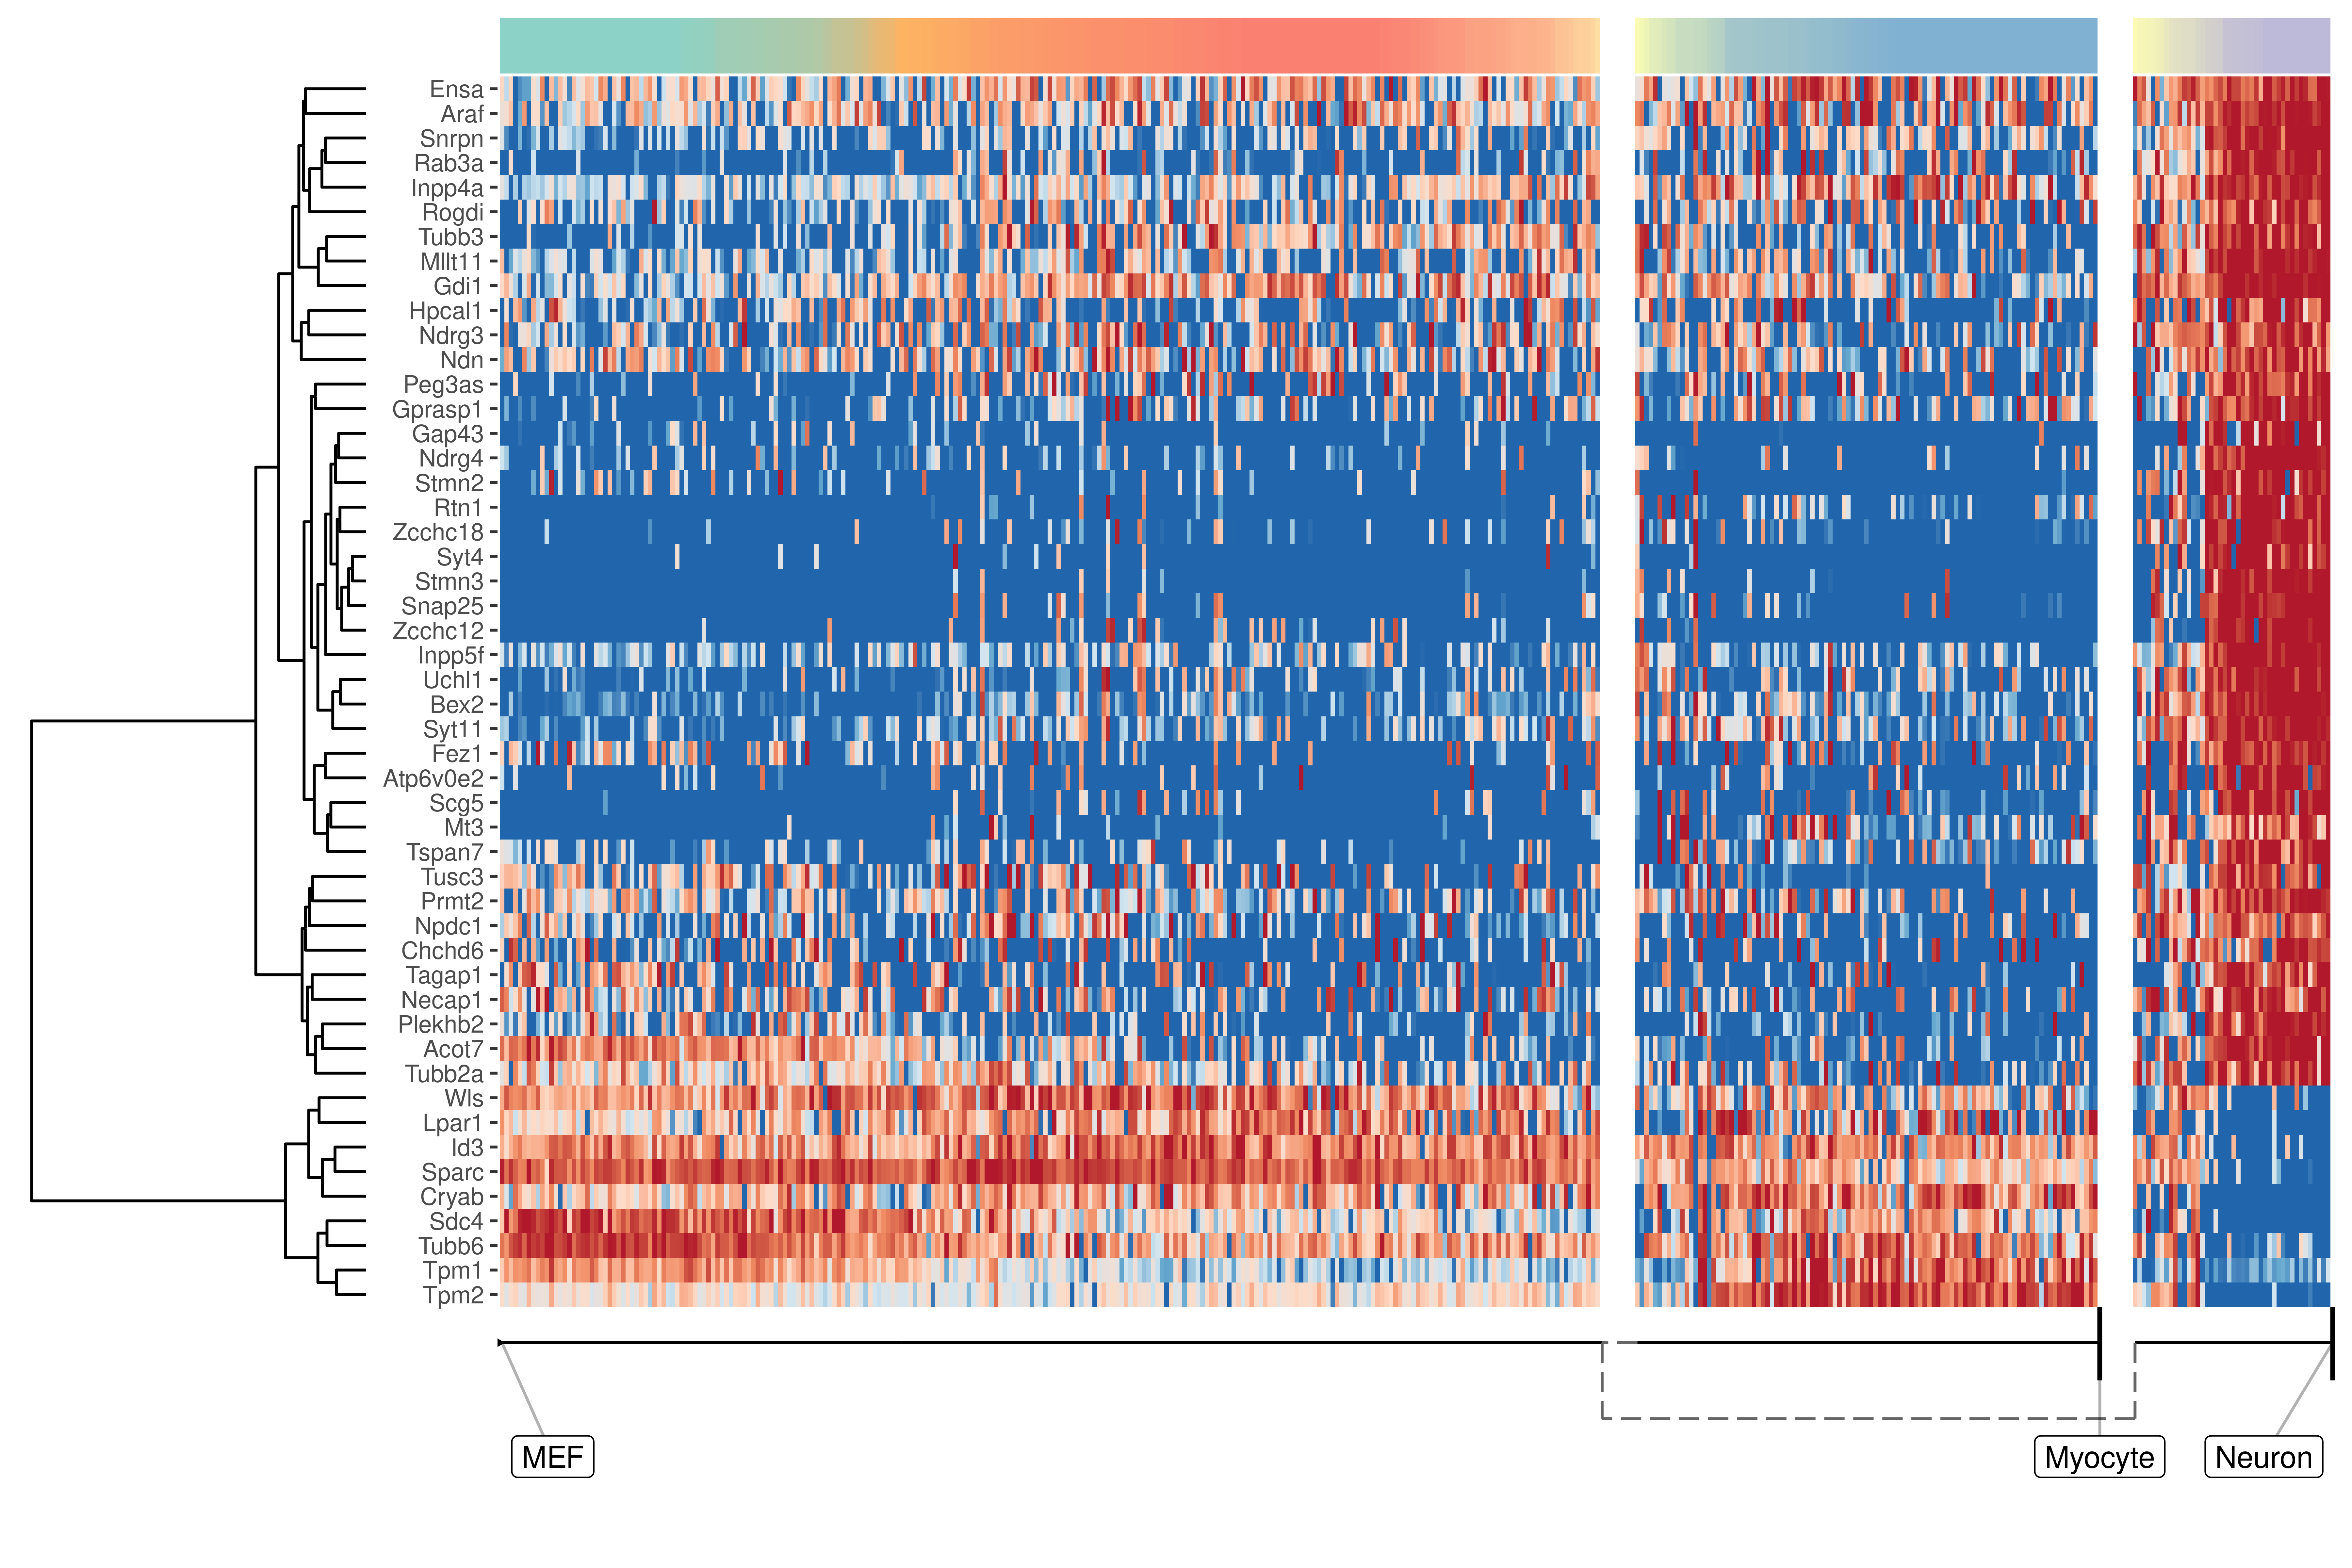 Ensa
Araf
Snrpn
Rab3a
Inpp4a
Rogdi
Tubb3
Mllt11
Gdi1
Hpcal1
Ndrg3
Ndn
Peg3as
Gprasp1
Gap43
Ndrg4
Stmn2
Rtn1
Zcchc18
Syt4
Stmn3
Snap25
Zcchc12
Inpp5f
Uchl1
Bex2
Syt11
Fez1
Atp6v0e2
Scg5
Mt3
Tspan7
Tusc3
Prmt2
Npdc1
Chchd6
Tagap1
Necap1
Plekhb2
Acot7
Tubb2a
Wls
Lpar1
Id3
Sparc
Cryab
Sdc4
Tubb6
Tpm1
Tpm2
MEF Myocyte Neuron